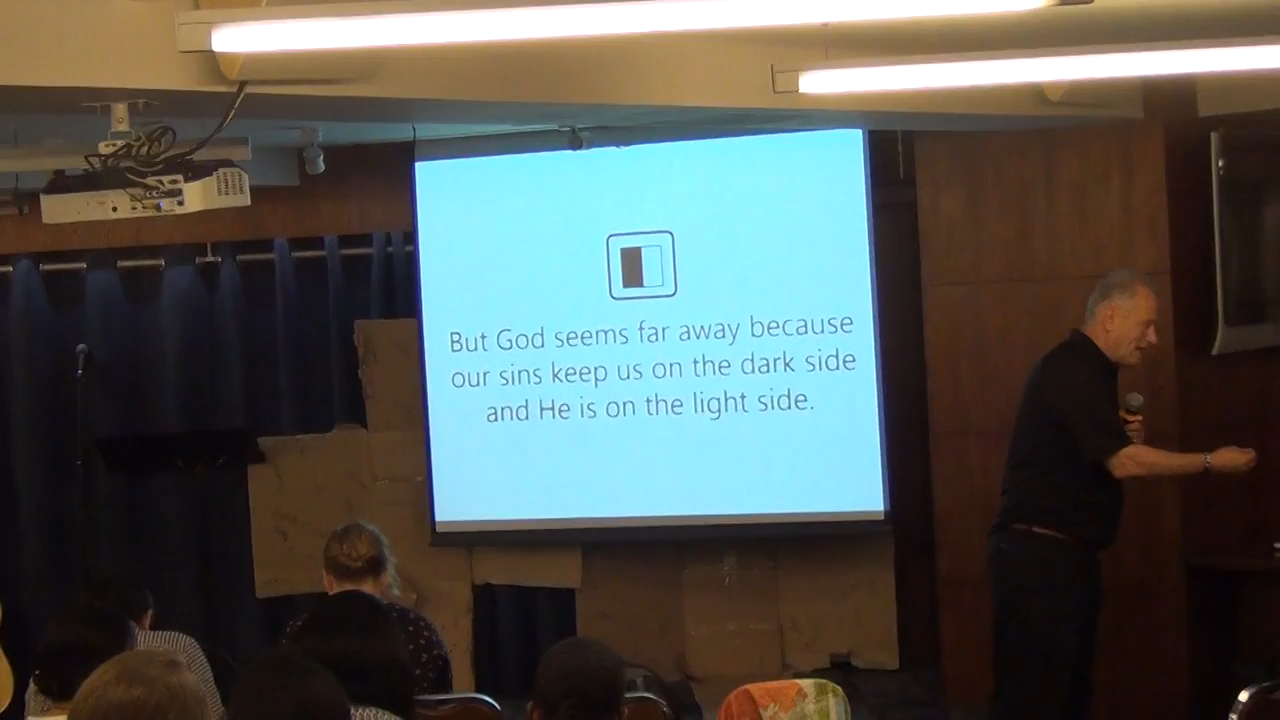 But God seems far away because
our sins keep us on the dark side
and He is on the light side.